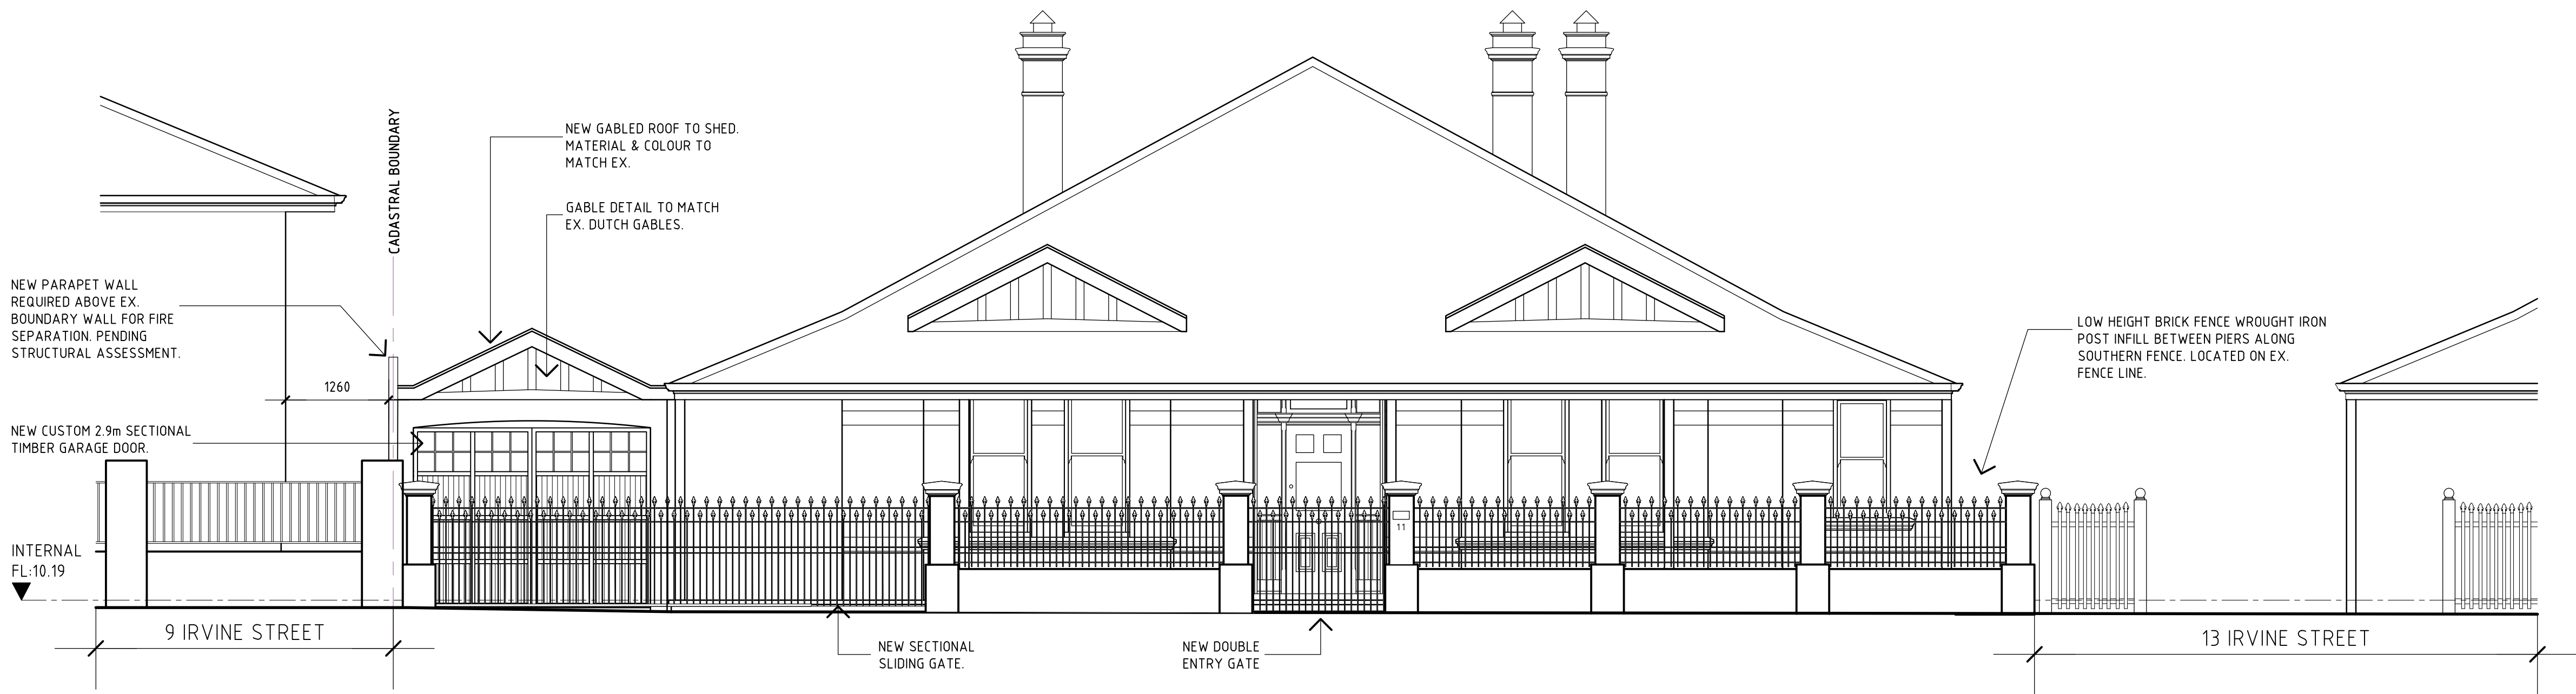 CADASTRAL BOUNDARY
NEW GABLED ROOF TO SHED.
MATERIAL & COLOUR TO
MATCH EX.
GABLE DETAIL TO MATCH
EX. DUTCH GABLES.
NEW PARAPET WALL
REQUIRED ABOVE EX.
BOUNDARY WALL FOR FIRE
SEPARATION. PENDING
STRUCTURAL ASSESSMENT.
1260
NEW CUSTOM 2.9m SECTIONAL
TIMBER GARAGE DOOR.
INTERNAL
FL:10.19
LOW HEIGHT BRICK FENCE WROUGHT IRON
POST INFILL BETWEEN PIERS ALONG
SOUTHERN FENCE. LOCATED ON EX.
FENCE LINE.
11
9 IRVINE STREET
NEW SECTIONAL
SLIDING GATE.
NEW DOUBLE
ENTRY GATE
13 IRVINE STREET